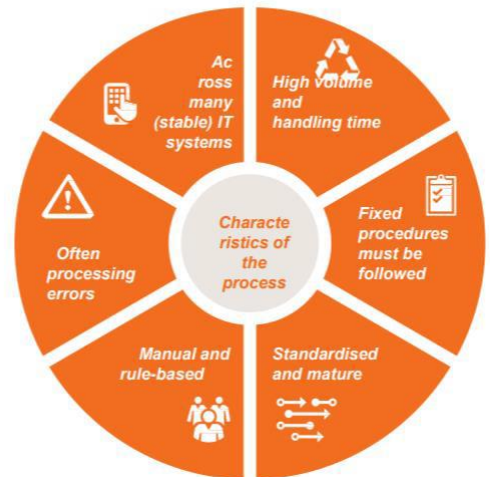 Ac
ross
many
(stable) IT
systems
High volume
and
handling time
Fixed
procedures
must be
followed
Standardised
and mature
Manual and
rule-based
Often
processing
errors
Characte
ristics of
the
process